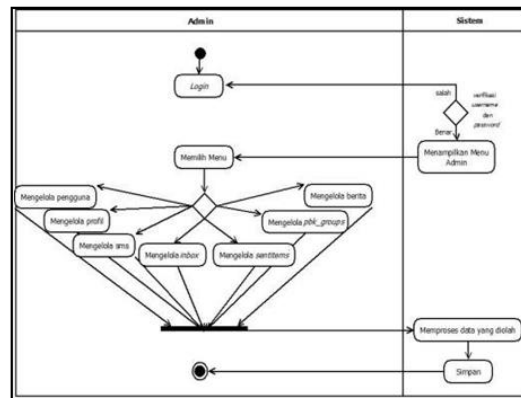 Admin
Sistem
Login
salah
verifikasi
username
dan
password
Benar
Memilih Menu
Menampilkan Menu
Admin
Mengelola pengguna
Mengelola berita
Mengelola profil
Mengelola pbk_groups
Mengelola sms
Mengelola inbox
Mengelola sentitems
Memproses data yang diolah
Simpan